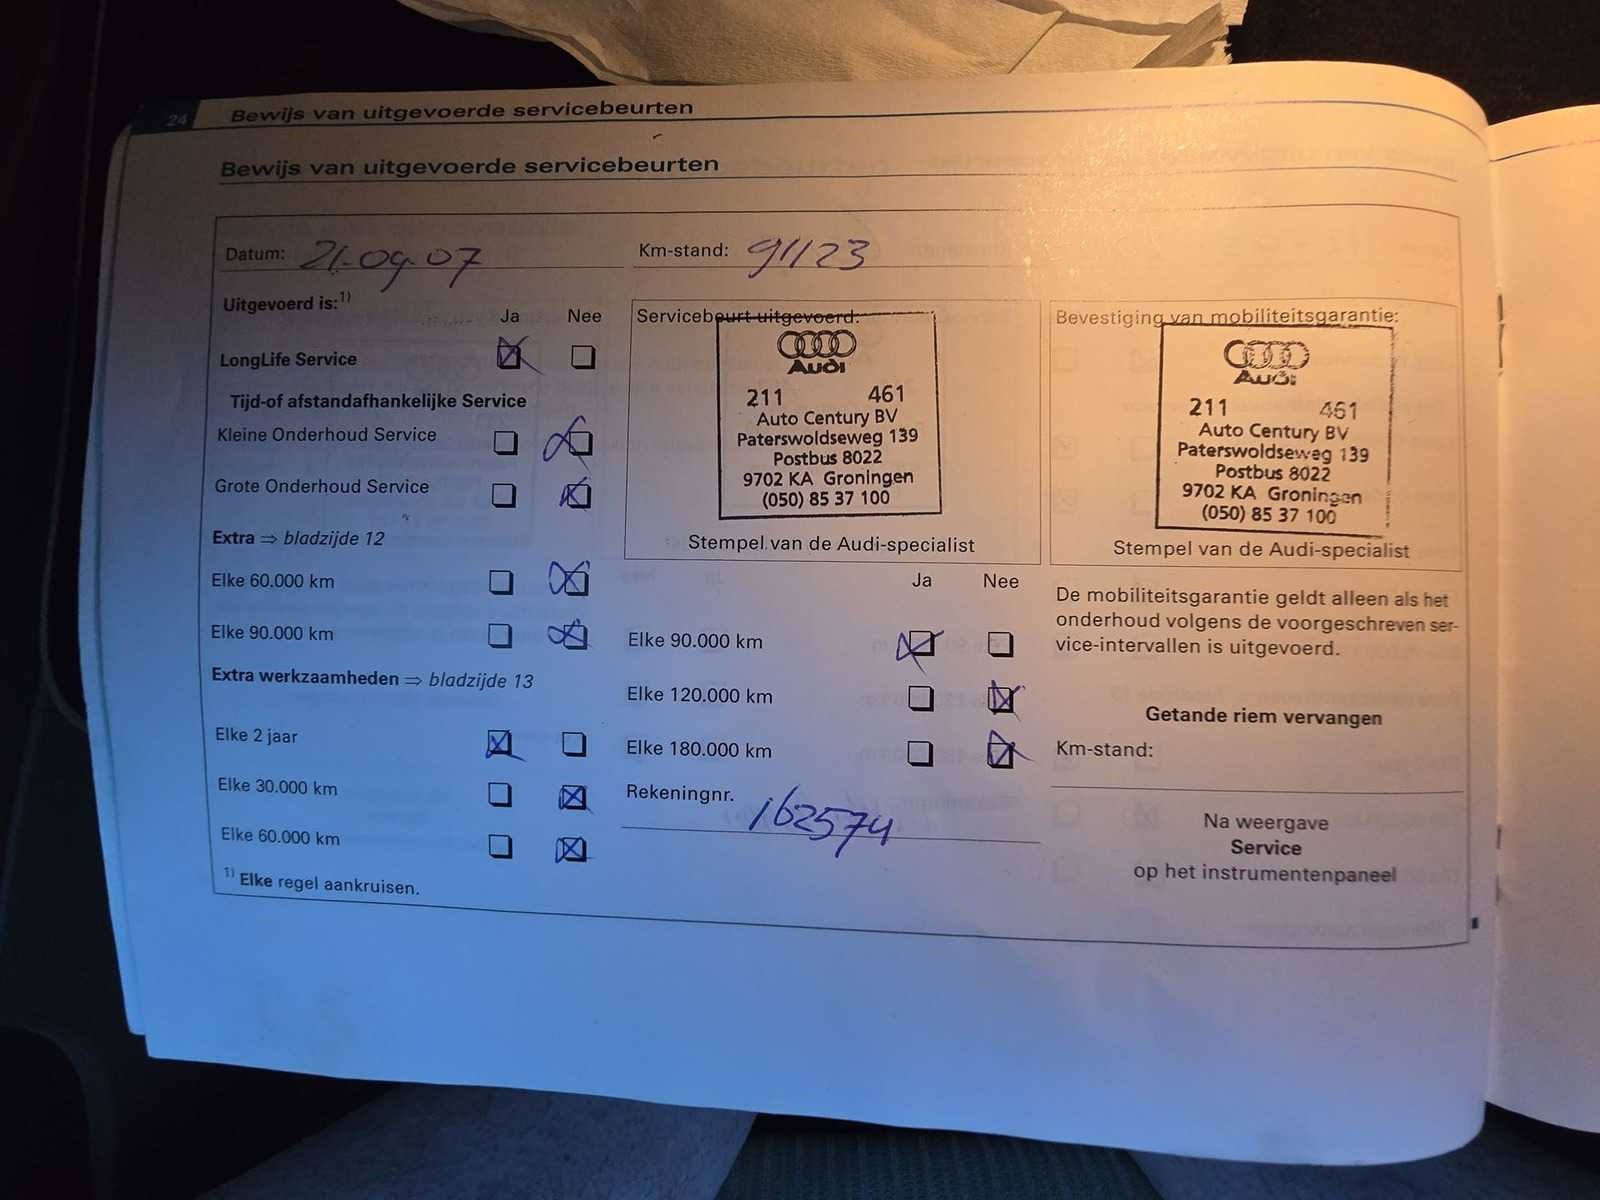 24 Bewijs van uitgevoerde servicebeurten
Bewijs van uitgevoerde servicebeurten
Datum: 21-09-07
Km-stand: 91123
Uitgevoerd is:1)
Ja Nee
LongLife Service
Tijd-of afstandafhankelijke Service
Kleine Onderhoud Service
Grote Onderhoud Service
Extra ⇒ bladzijde 12
Elke 60.000 km
Elke 90.000 km
Extra werkzaamheden ⇒ bladzijde 13
Elke 2 jaar
Elke 30.000 km
Elke 60.000 km
1) Elke regel aankruisen.
Servicebeurt uitgevoerd:
Audi
211 461
Auto Century BV
Paterswoldseweg 139
Postbus 8022
9702 KA Groningen
(050) 85 37 100
Stempel van de Audi-specialist
Ja Nee
Elke 90.000 km
Elke 120.000 km
Elke 180.000 km
Rekeningnr. 162574
Bevestiging van mobiliteitsgarantie:
Audi
211 461
Auto Century BV
Paterswoldseweg 139
Postbus 8022
9702 KA Groningen
(050) 85 37 100
Stempel van de Audi-specialist
De mobiliteitsgarantie geldt alleen als het
onderhoud volgens de voorgeschreven ser-
vice-intervallen is uitgevoerd.
Getande riem vervangen
Km-stand:
Na weergave
Service
op het instrumentenpaneel